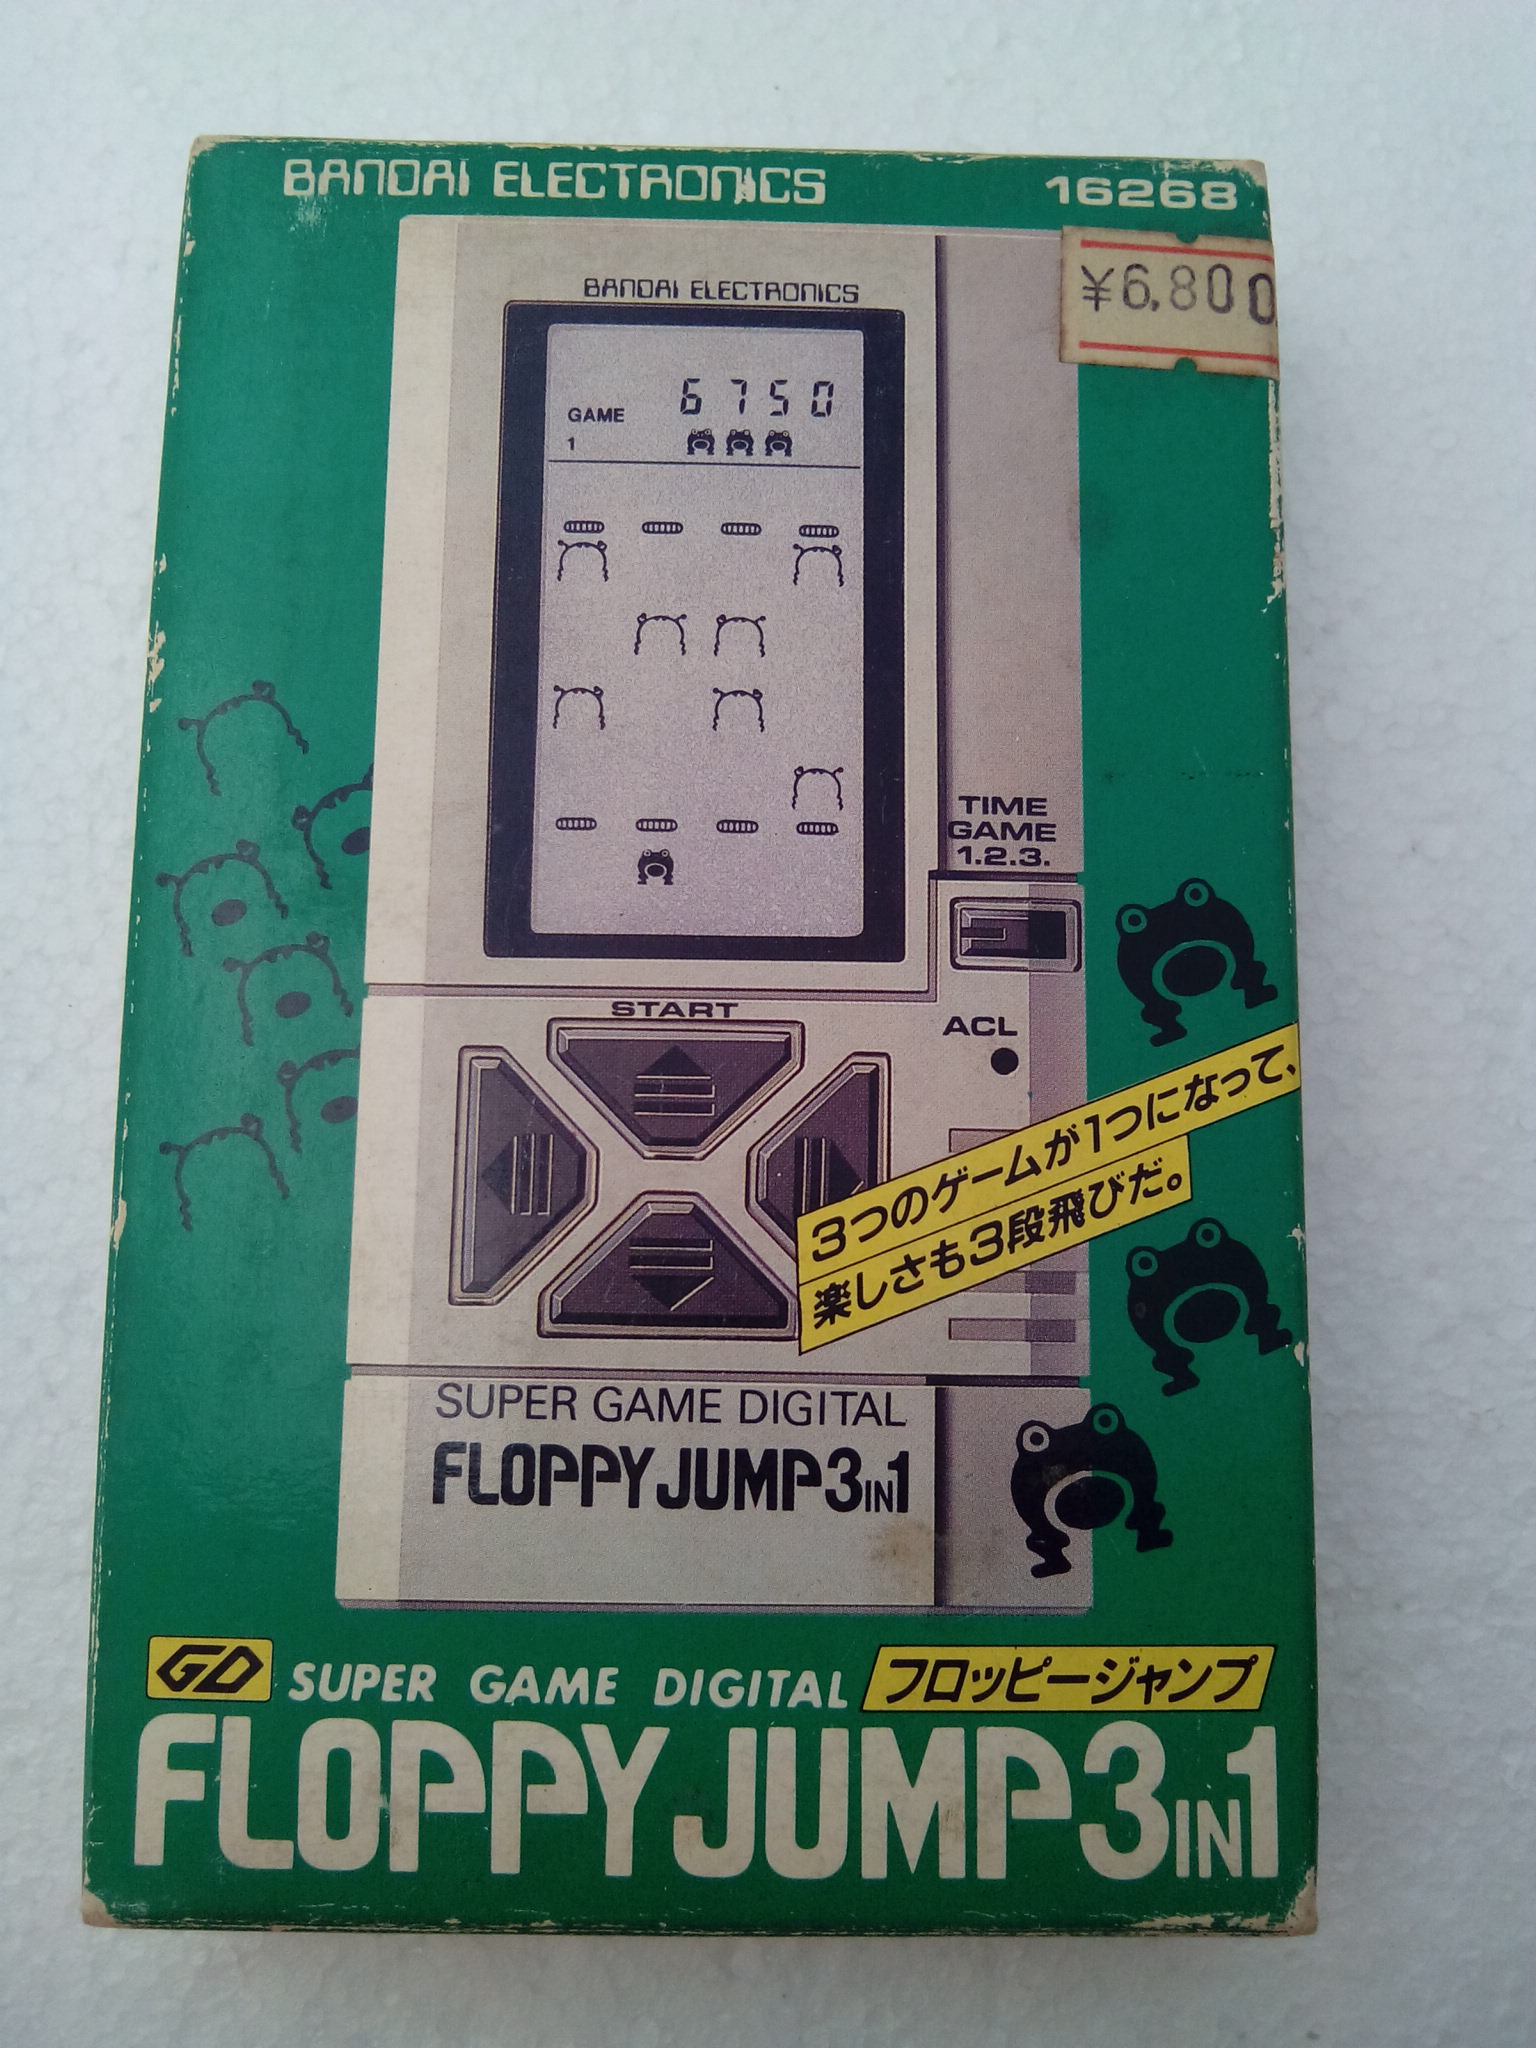 BANDAI ELECTRONICS
16268
¥6,800
BANDAI ELECTRONICS
6750
GAME
1
TIME
GAME
1.2.3.
START
ACL
3つのゲームが1つになって、
楽しさも3段飛びだ。
SUPER GAME DIGITAL
FLOPPY JUMP 3 IN 1
GD SUPER GAME DIGITAL フロッピージャンプ
FLOPPY JUMP 3 IN 1